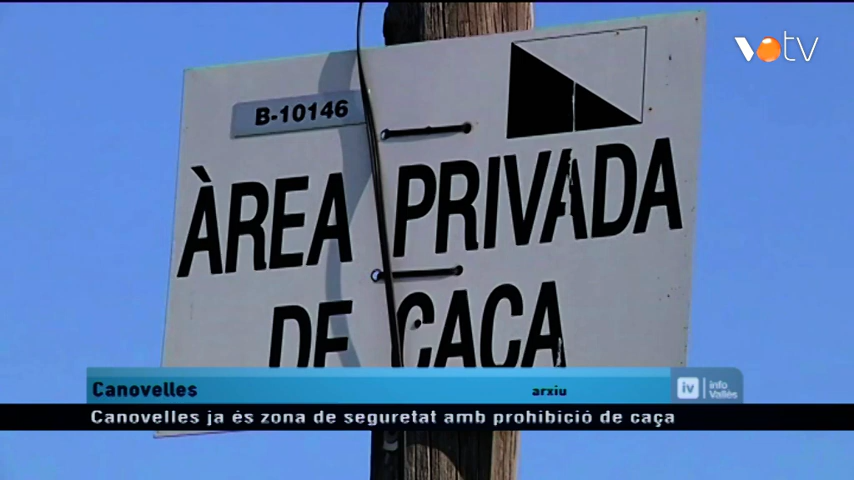 votv
B-10146
ÀREA PRIVADA
DE CAÇA
Canovelles
arxiu
iv info Vallès
Canovelles ja és zona de seguretat amb prohibició de caça